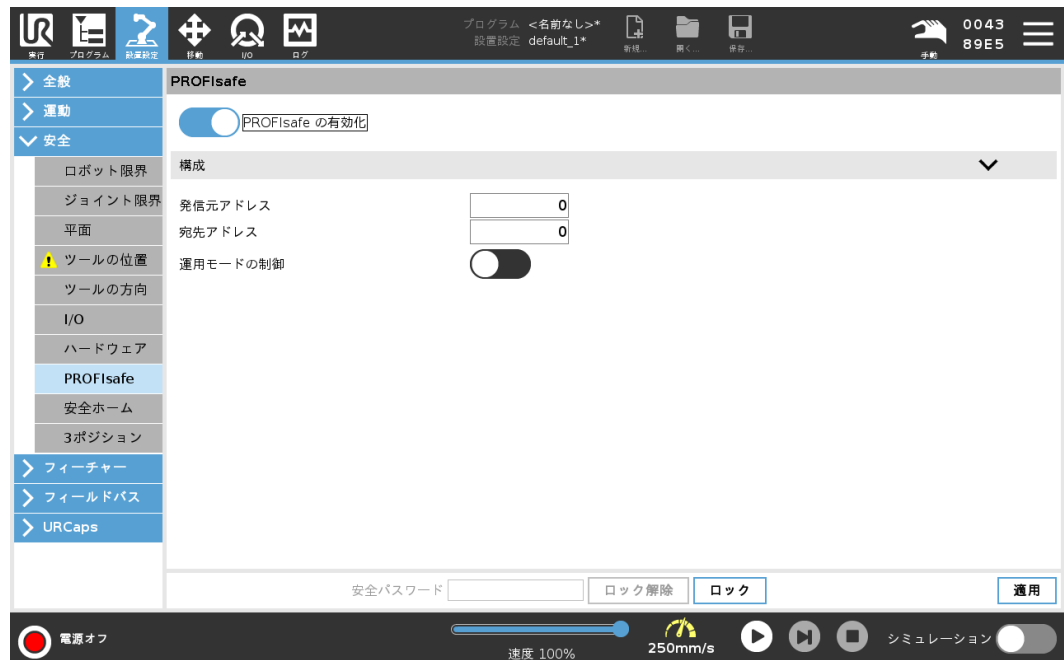 UR
プログラム <名前なし>*
設置設定 default_1*
実行 プログラム 設置設定 移動 I/O ログ
新規... 開く... 保存...
手動
0043
89E5
全般
運動
安全
ロボット限界
ジョイント限界
平面
ツールの位置
ツールの方向
I/O
ハードウェア
PROFIsafe
安全ホーム
3ポジション
フィーチャー
フィールドバス
URCaps
PROFIsafe
PROFIsafe の有効化
構成
発信元アドレス 0
宛先アドレス 0
運用モードの制御
安全パスワード ロック解除 ロック 適用
電源オフ
速度 100%
250mm/s
シミュレーション